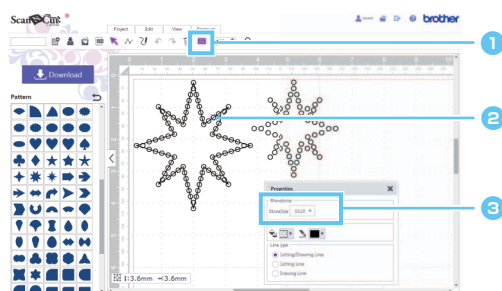 ScanNCut
brother
Project Edit View
Download
Pattern
Properties
Rhinestone
Stone Size SS10
Line type
Cutting/Drawing Line
Cutting Line
Drawing Line
3.6mm 3.6mm
1
2
3